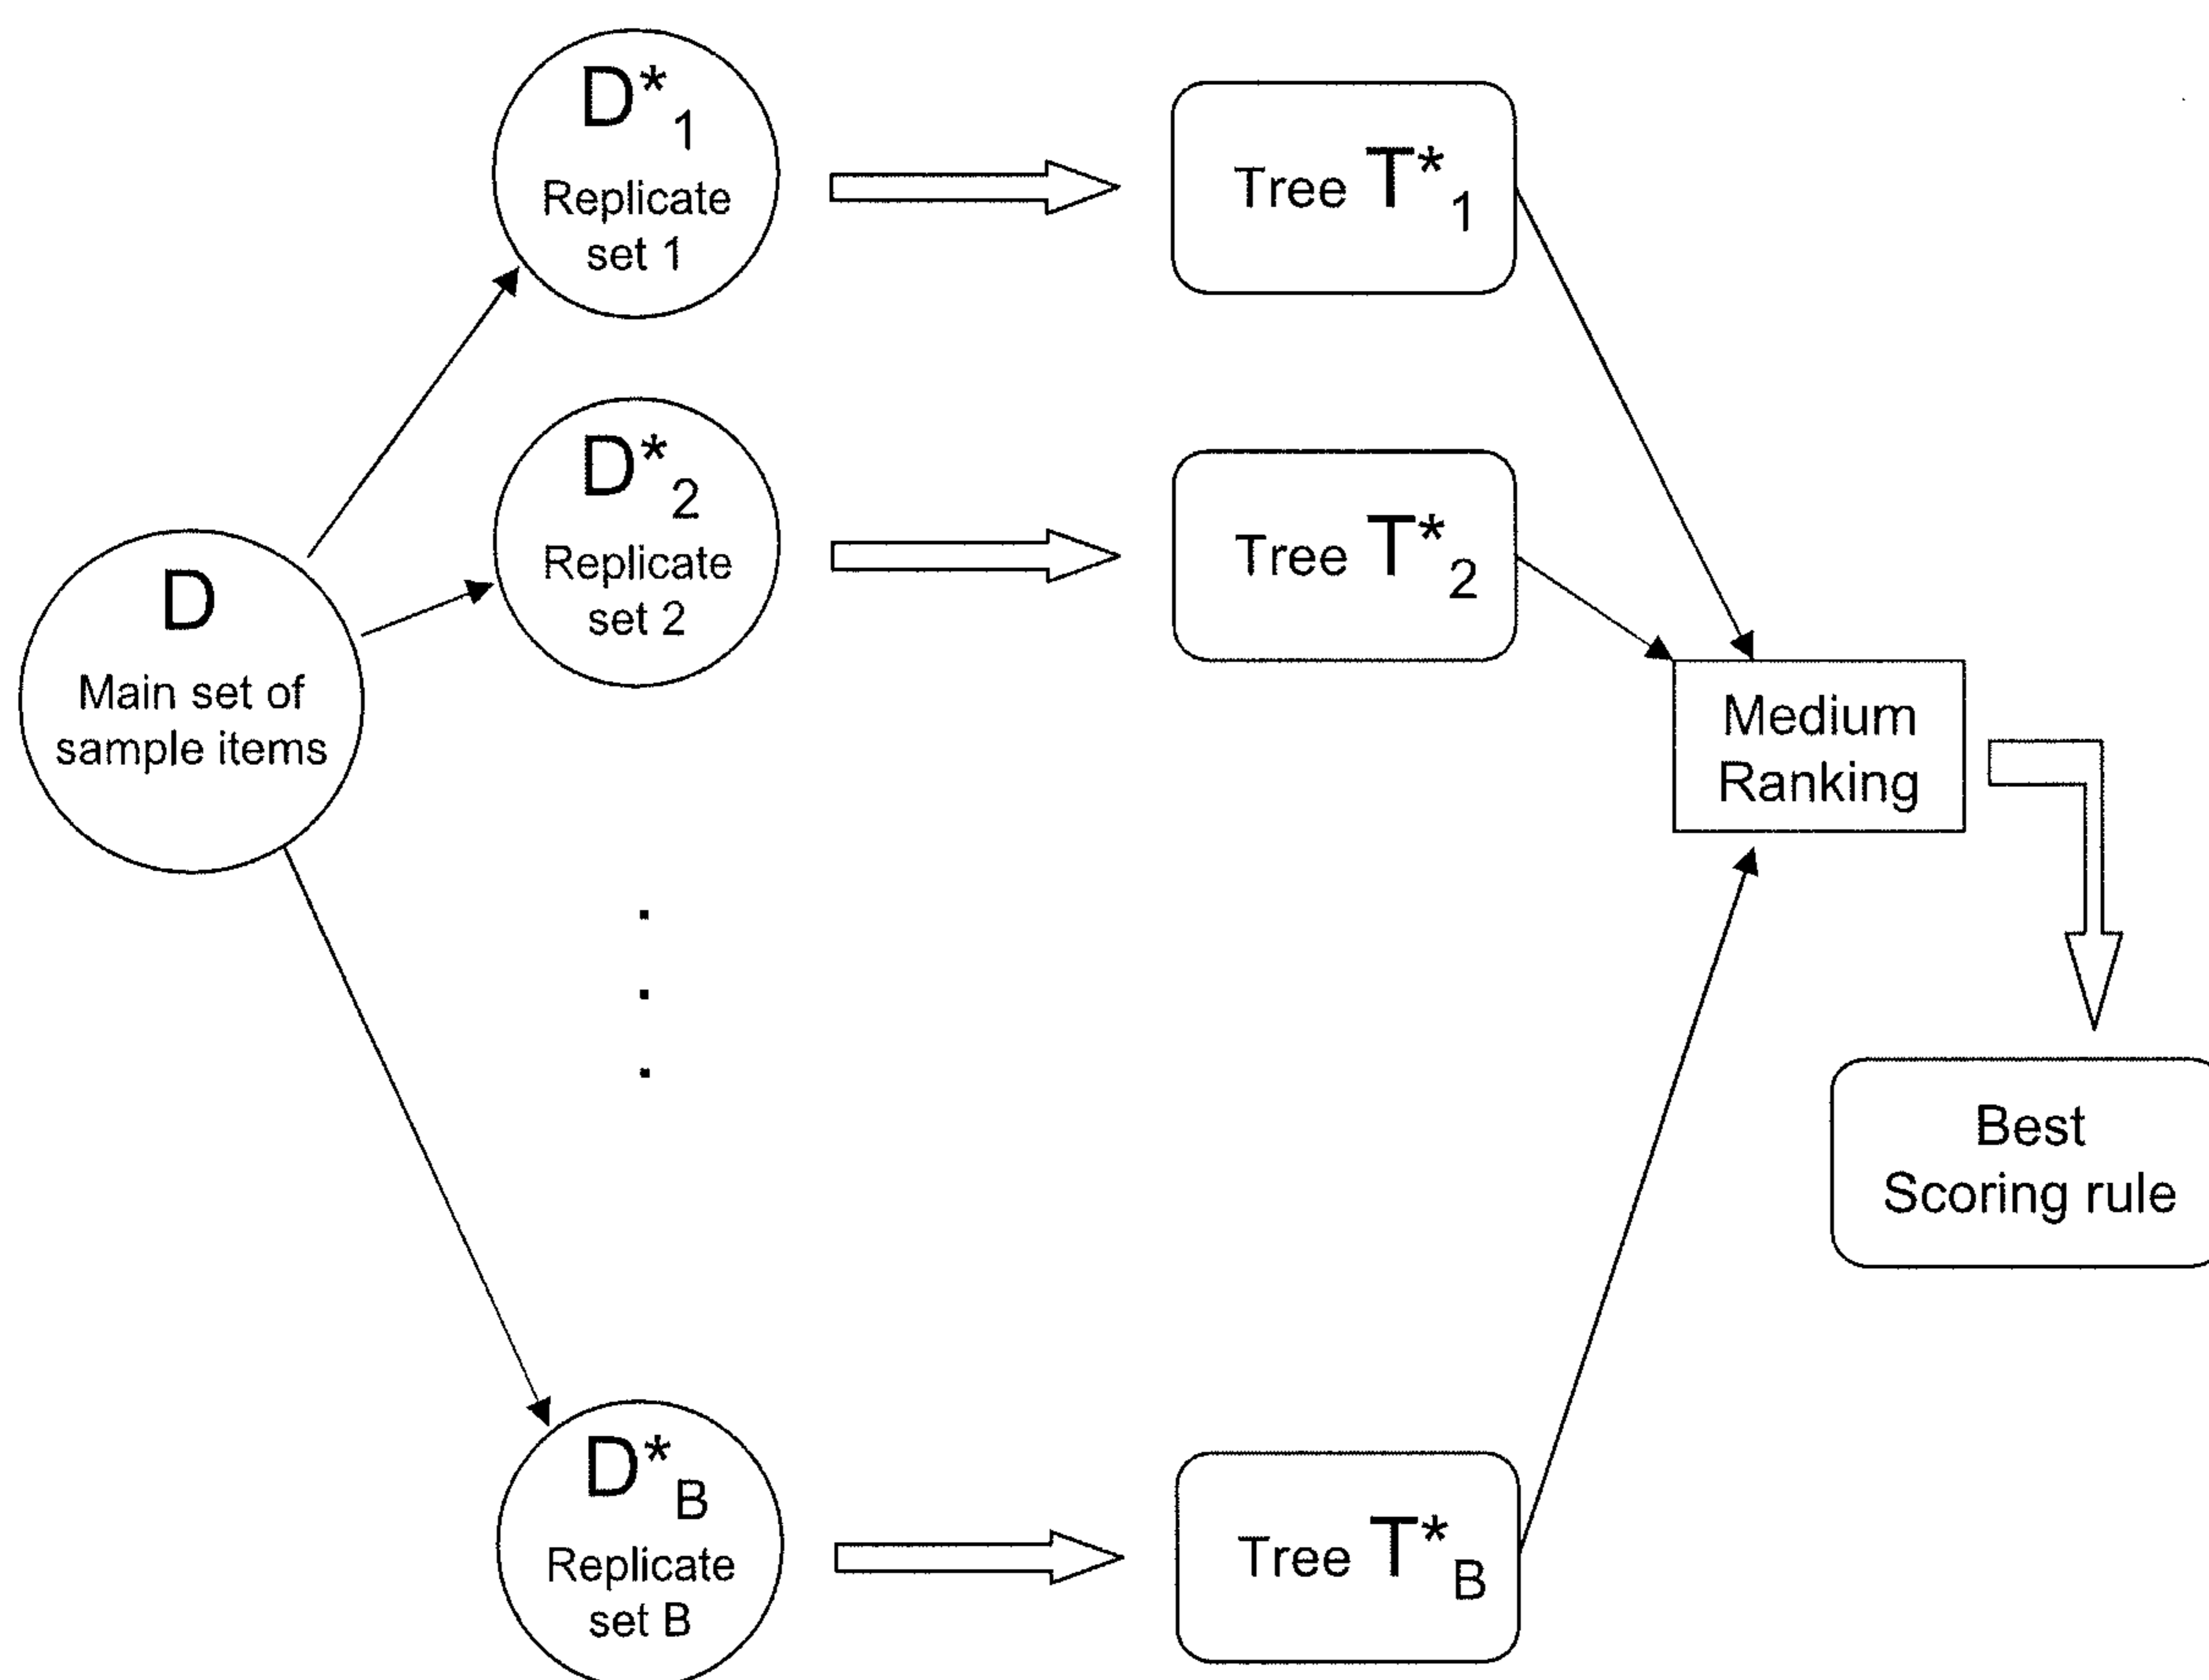 D*1
Replicate
set 1
Tree T*1
D*2
Replicate
set 2
Tree T*2
D
Main set of
sample items
Medium
Ranking
Best
Scoring rule
D*B
Replicate
set B
Tree T*B